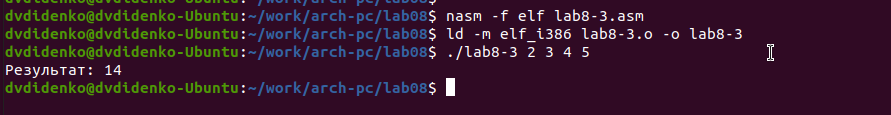 dvdidenko@dvdidenko-Ubuntu:~/work/arch-pc/lab08$ nasm -f elf lab8-3.asm
dvdidenko@dvdidenko-Ubuntu:~/work/arch-pc/lab08$ ld -m elf_i386 lab8-3.o -o lab8-3
dvdidenko@dvdidenko-Ubuntu:~/work/arch-pc/lab08$ ./lab8-3 2 3 4 5
Результат: 14
dvdidenko@dvdidenko-Ubuntu:~/work/arch-pc/lab08$